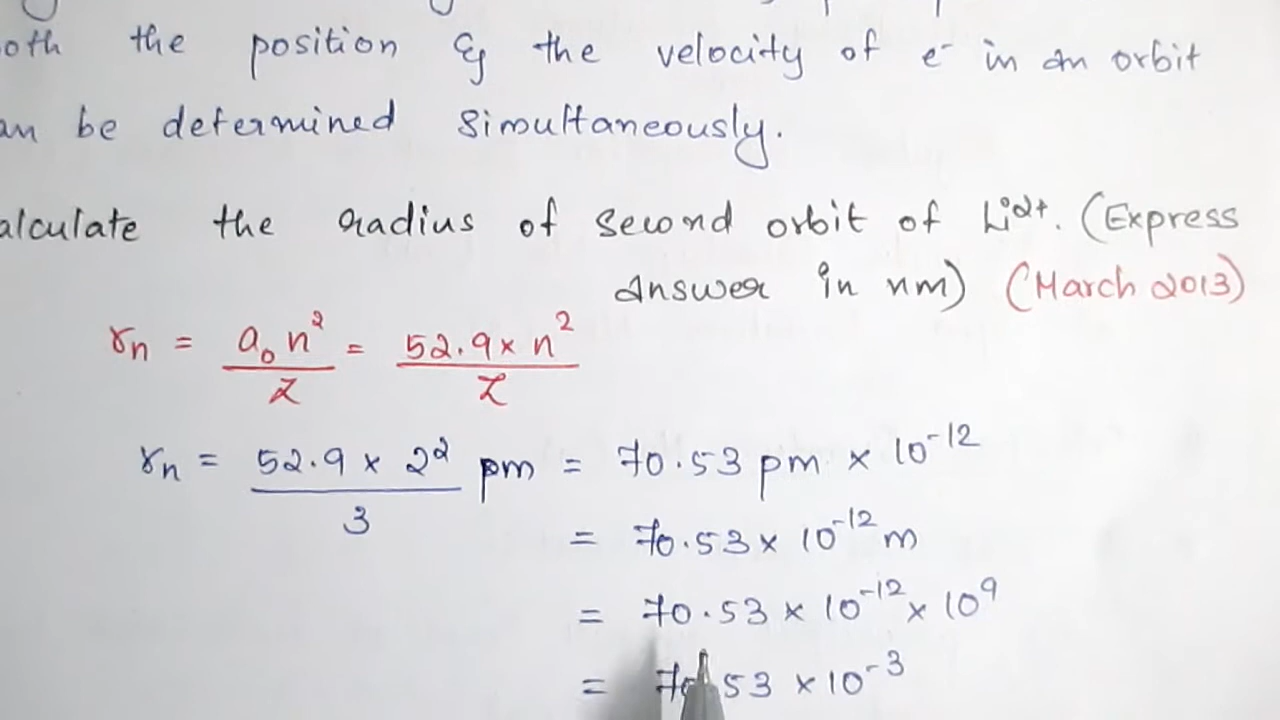 oth the position & the velocity of e⁻ in an orbit
an be determined simultaneously.
alculate the radius of second orbit of Li²⁺. (Express
answer in nm) (March 2013)
rₙ = a₀n²/Z = 52.9 × n²/Z
rₙ = 52.9 × 2²/3 pm = 70.53 pm × 10⁻¹²
= 70.53 × 10⁻¹² m
= 70.53 × 10⁻¹² × 10⁹
= 70.53 × 10⁻³